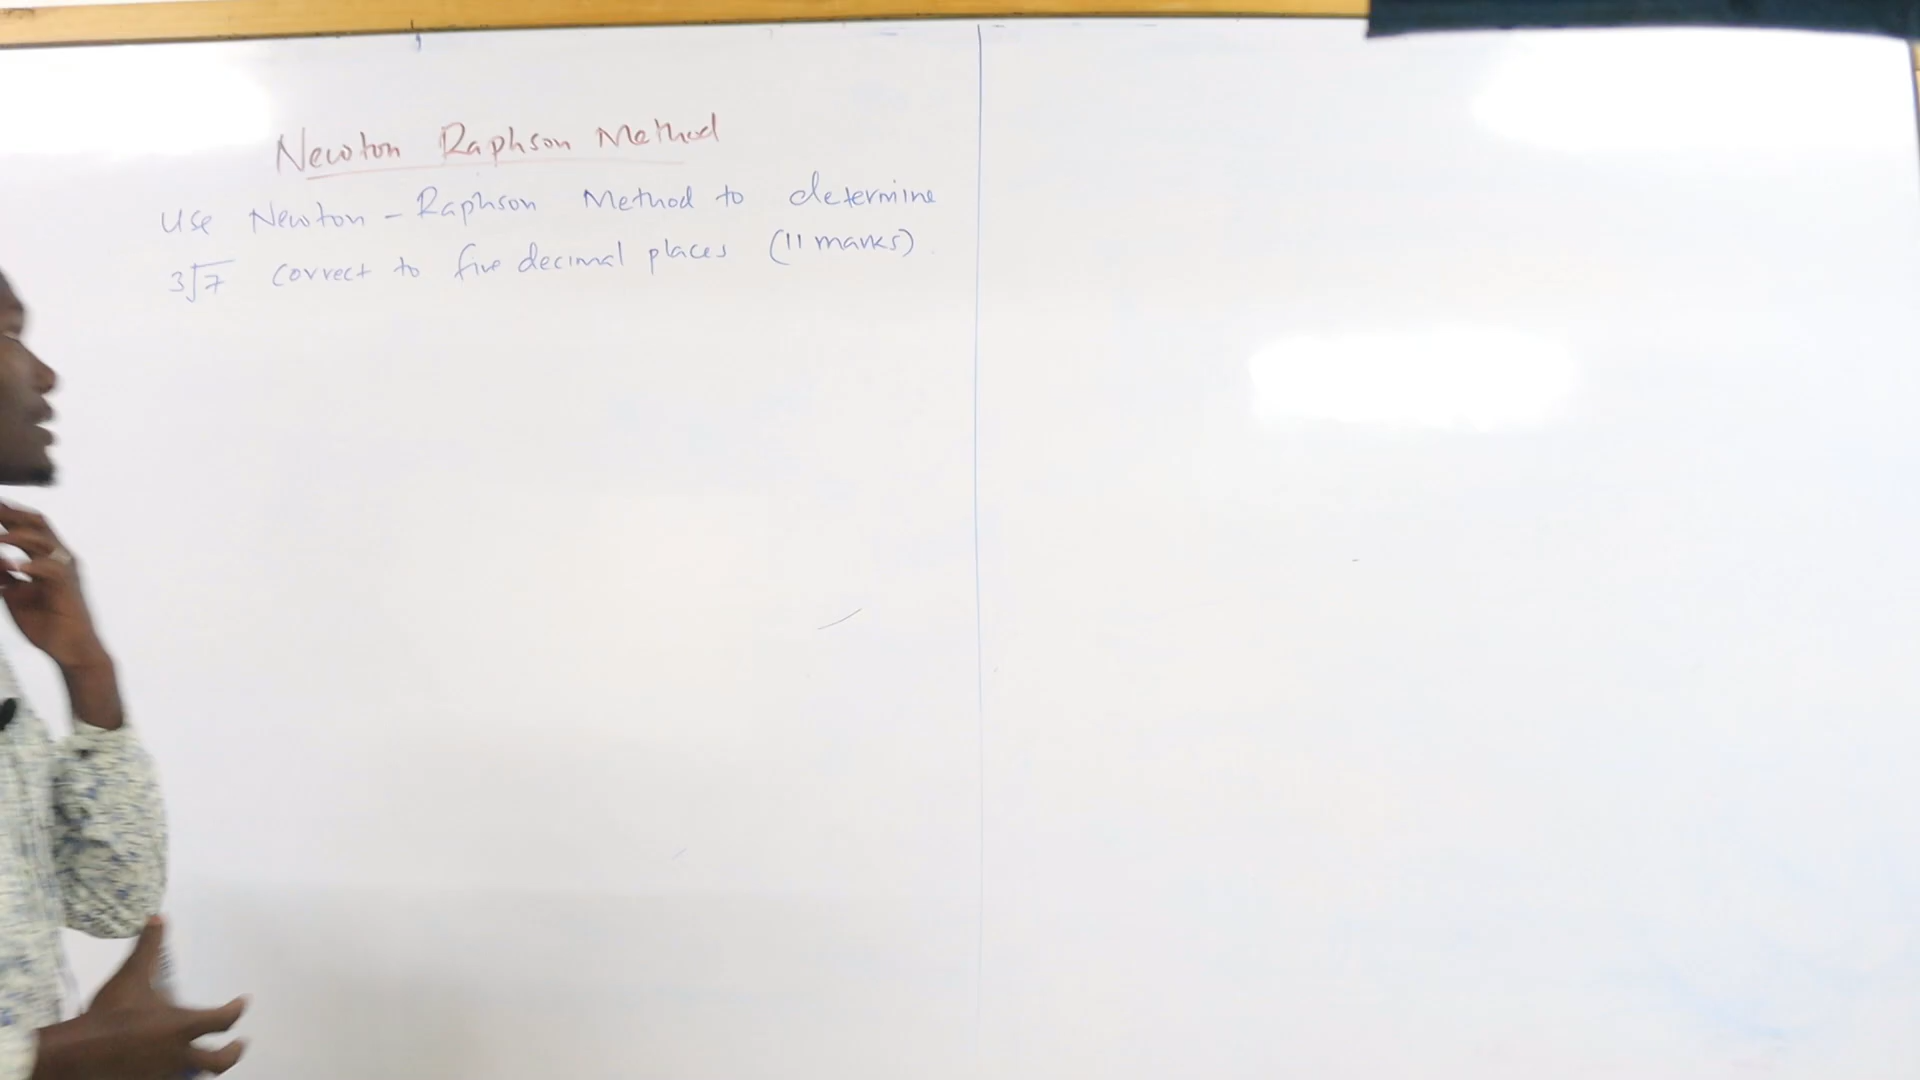 Newton Raphson Method
Use Newton - Raphson Method to determine
3√7 correct to five decimal places (11 marks).